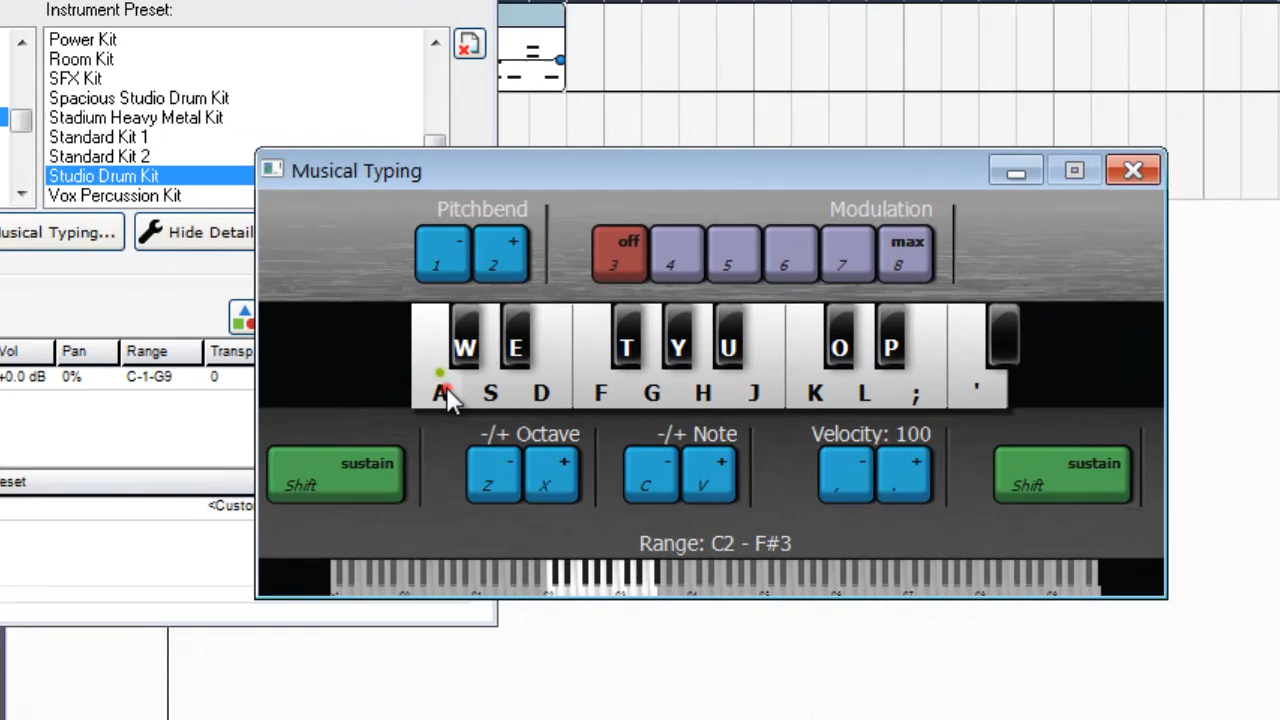 Instrument Preset:
Power Kit
Room Kit
SFX Kit
Spacious Studio Drum Kit
Stadium Heavy Metal Kit
Standard Kit 1
Standard Kit 2
Studio Drum Kit
Vox Percussion Kit
usical Typing...
Hide Detail
Vol Pan Range Transp
+0.0 dB 0% C-1-G9 0
eset
<Custo
Musical Typing
Pitchbend Modulation
- + off max
1 2 3 4 5 6 7 8
W E T Y U O P
A S D F G H J K L ; '
-/+ Octave -/+ Note Velocity: 100
sustain - + - + - + sustain
Shift Z X C V , . Shift
Range: C2 - F#3